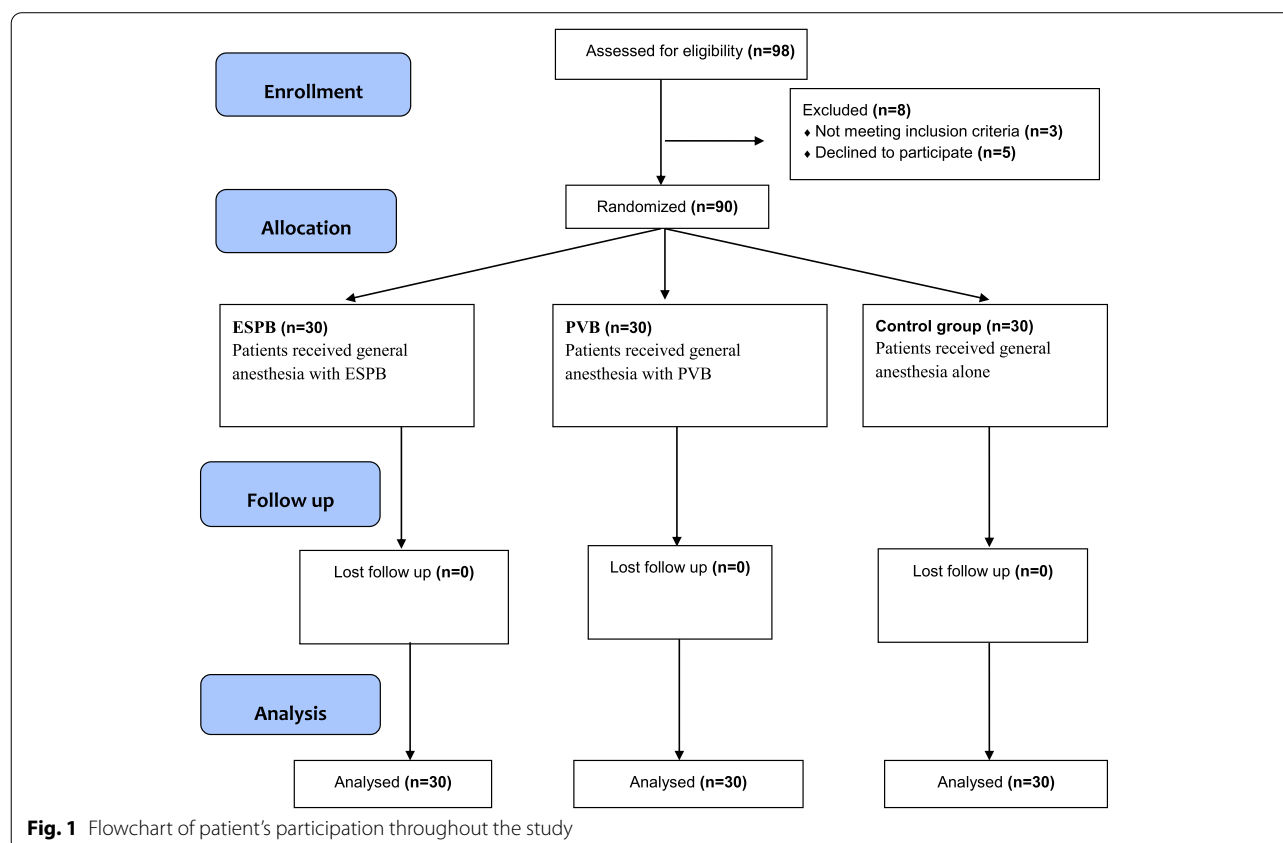 Assessed for eligibility (n=98)
Enrollment
Excluded (n=8)
♦ Not meeting inclusion criteria (n=3)
♦ Declined to participate (n=5)
Randomized (n=90)
Allocation
ESPB (n=30)
Patients received general
anesthesia with ESPB
PVB (n=30)
Patients received general
anesthesia with PVB
Control group (n=30)
Patients received general
anesthesia alone
Follow up
Lost follow up (n=0)
Lost follow up (n=0)
Lost follow up (n=0)
Analysis
Analysed (n=30)
Analysed (n=30)
Analysed (n=30)
Fig. 1 Flowchart of patient's participation throughout the study